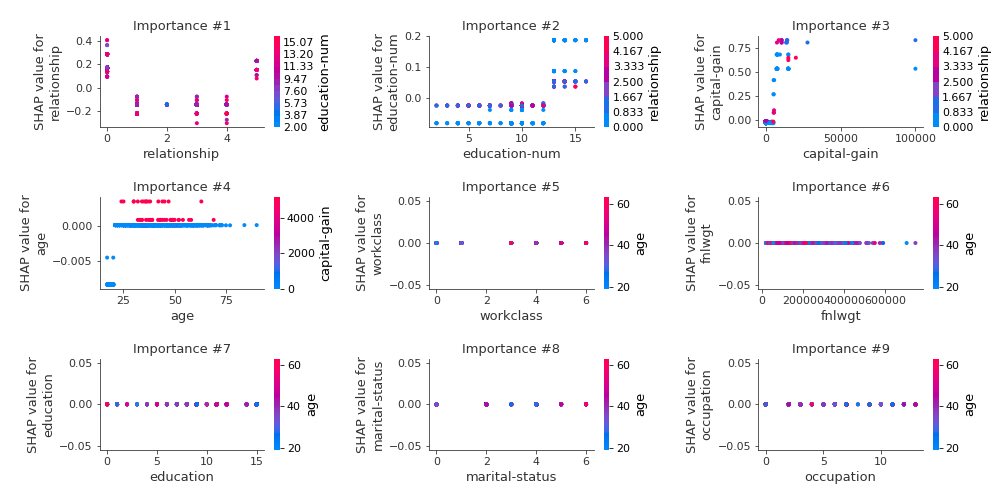 Importance #1
SHAP value for
relationship
0.4
0.2
0.0
−0.2
0
2
4
relationship
15.07
13.20
11.33
9.47
7.60
5.73
3.87
2.00
education-num
Importance #2
SHAP value for
education-num
0.2
0.1
0.0
5
10
15
education-num
5.000
4.167
3.333
2.500
1.667
0.833
0.000
relationship
Importance #3
SHAP value for
capital-gain
0.75
0.50
0.25
0.00
0
50000
100000
capital-gain
5.000
4.167
3.333
2.500
1.667
0.833
0.000
relationship
Importance #4
SHAP value for
age
0.000
−0.005
25
50
75
age
4000
2000
0
capital-gain
Importance #5
SHAP value for
workclass
0.05
0.00
−0.05
0
2
4
6
workclass
60
40
20
age
Importance #6
SHAP value for
fnlwgt
0.05
0.00
−0.05
0
200000
400000
600000
fnlwgt
60
40
20
age
Importance #7
SHAP value for
education
0.05
0.00
−0.05
0
5
10
15
education
60
40
20
age
Importance #8
SHAP value for
marital-status
0.05
0.00
−0.05
0
2
4
6
marital-status
60
40
20
age
Importance #9
SHAP value for
occupation
0.05
0.00
−0.05
0
5
10
occupation
60
40
20
age